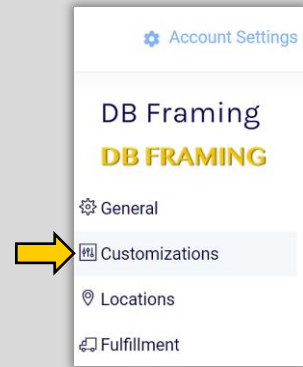 Account Settings
DB Framing
DB FRAMING
General
Customizations
Locations
Fulfillment